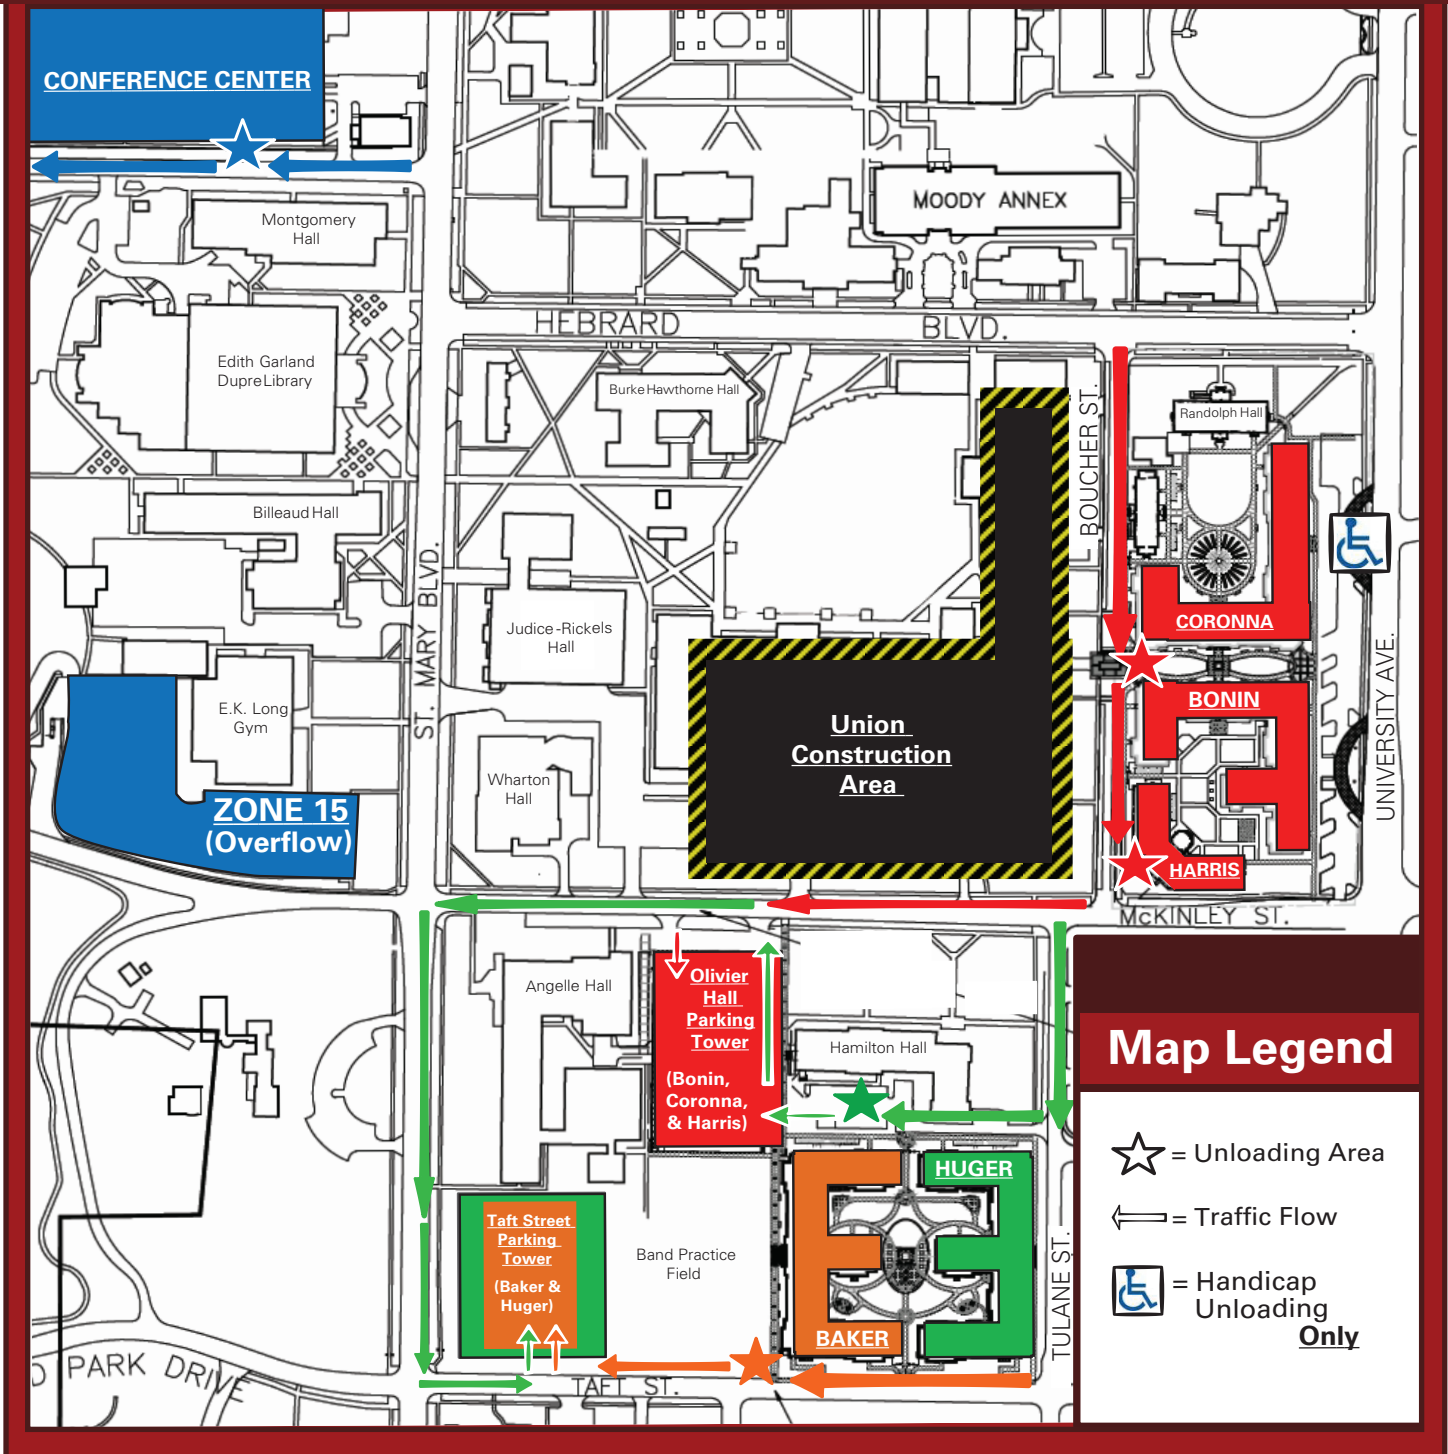 CONFERENCE CENTER
Montgomery
Hall
MOODY ANNEX
HEBRARD BLVD.
Edith Garland
Dupre Library
Burke Hawthorne Hall
BOUCHER ST.
Randolph Hall
Billeaud Hall
ST. MARY BLVD.
Judice-Rickels
Hall
CORONNA
UNIVERSITY AVE.
BONIN
E.K. Long
Gym
Union
Construction
Area
Wharton
Hall
ZONE 15
(Overflow)
HARRIS
McKINLEY ST.
Angelle Hall
Olivier
Hall
Parking
Tower
(Bonin,
Coronna,
& Harris)
Hamilton Hall
HUGER
Taft Street
Parking
Tower
(Baker &
Huger)
Band Practice
Field
BAKER
TULANE ST.
PARK DRIVE
TAFT ST.
Map Legend
= Unloading Area
= Traffic Flow
= Handicap
Unloading
Only